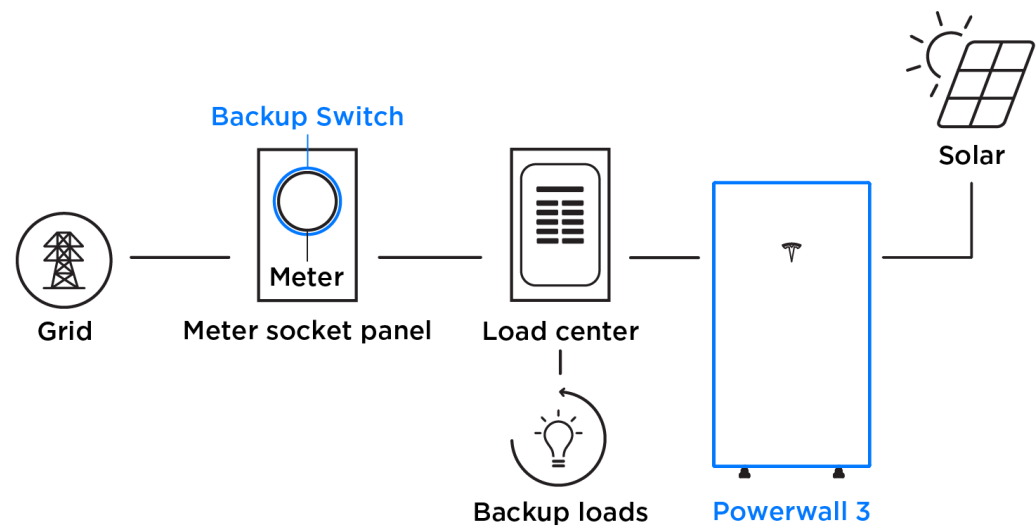 Backup Switch
Solar
Meter
Grid
Meter socket panel
Load center
Backup loads
Powerwall 3